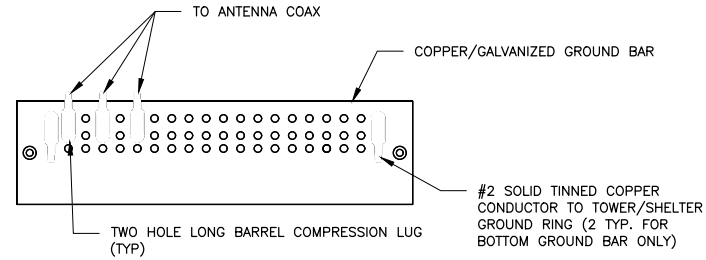 TO ANTENNA COAX
COPPER/GALVANIZED GROUND BAR
#2 SOLID TINNED COPPER
CONDUCTOR TO TOWER/SHELTER
GROUND RING (2 TYP. FOR
BOTTOM GROUND BAR ONLY)
TWO HOLE LONG BARREL COMPRESSION LUG
(TYP)